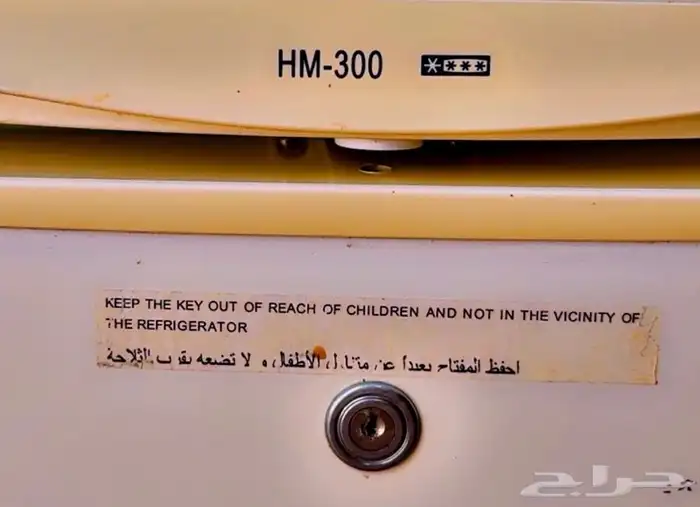 HM-300
KEEP THE KEY OUT OF REACH OF CHILDREN AND NOT IN THE VICINITY OF
THE REFRIGERATOR
احفظ المفتاح بعيداً عن متناول الأطفال و لا تضعه بقرب الثلاجة
حراج